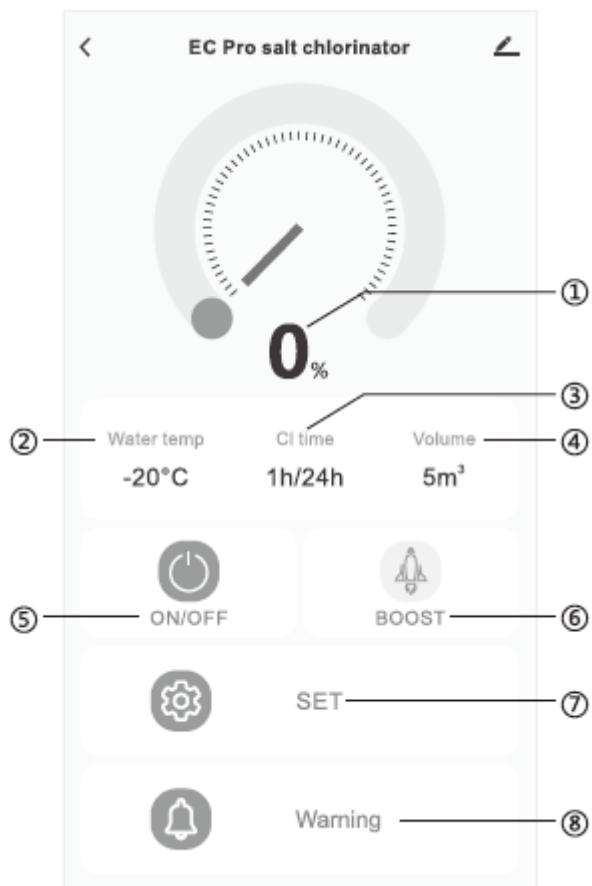 EC Pro salt chlorinator
①
0%
③
② Water temp Cl time Volume ④
-20°C 1h/24h 5m³
⑤ ON/OFF BOOST ⑥
SET ⑦
Warning ⑧